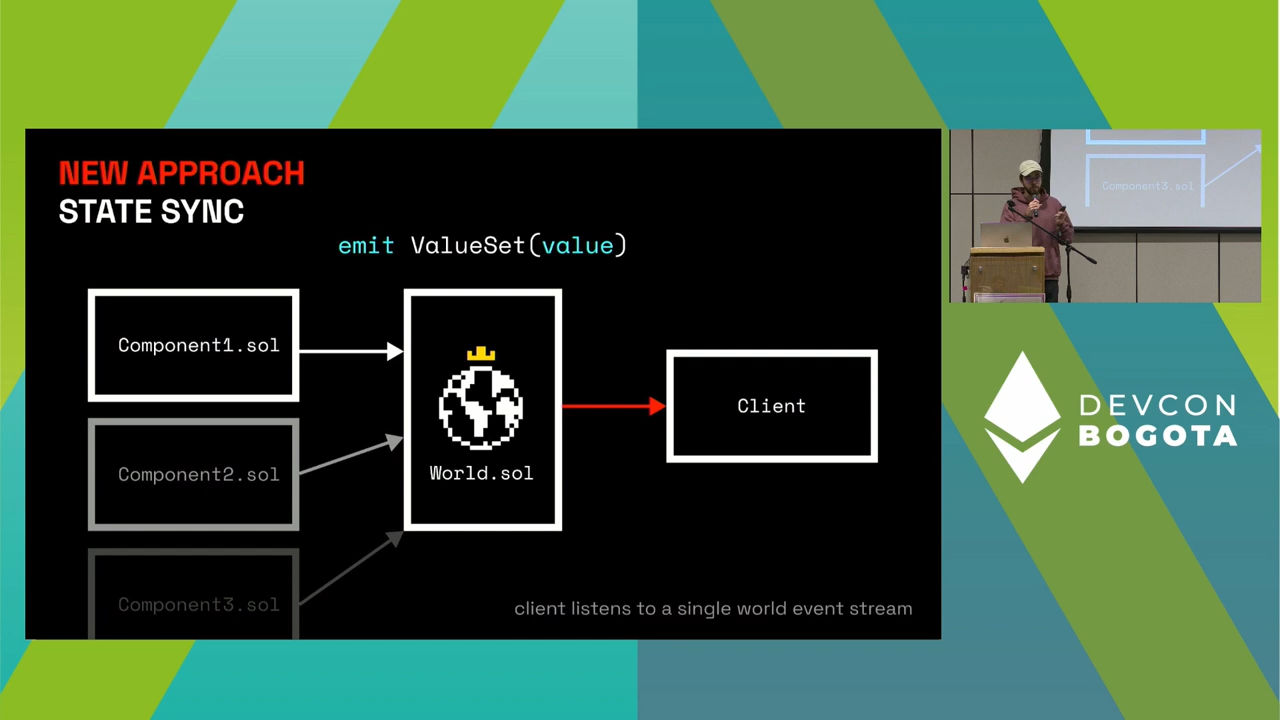 NEW APPROACH
STATE SYNC
emit ValueSet(value)
Component1.sol
Component2.sol
Component3.sol
World.sol
Client
client listens to a single world event stream
Component3.sol
DEVCON
BOGOTA